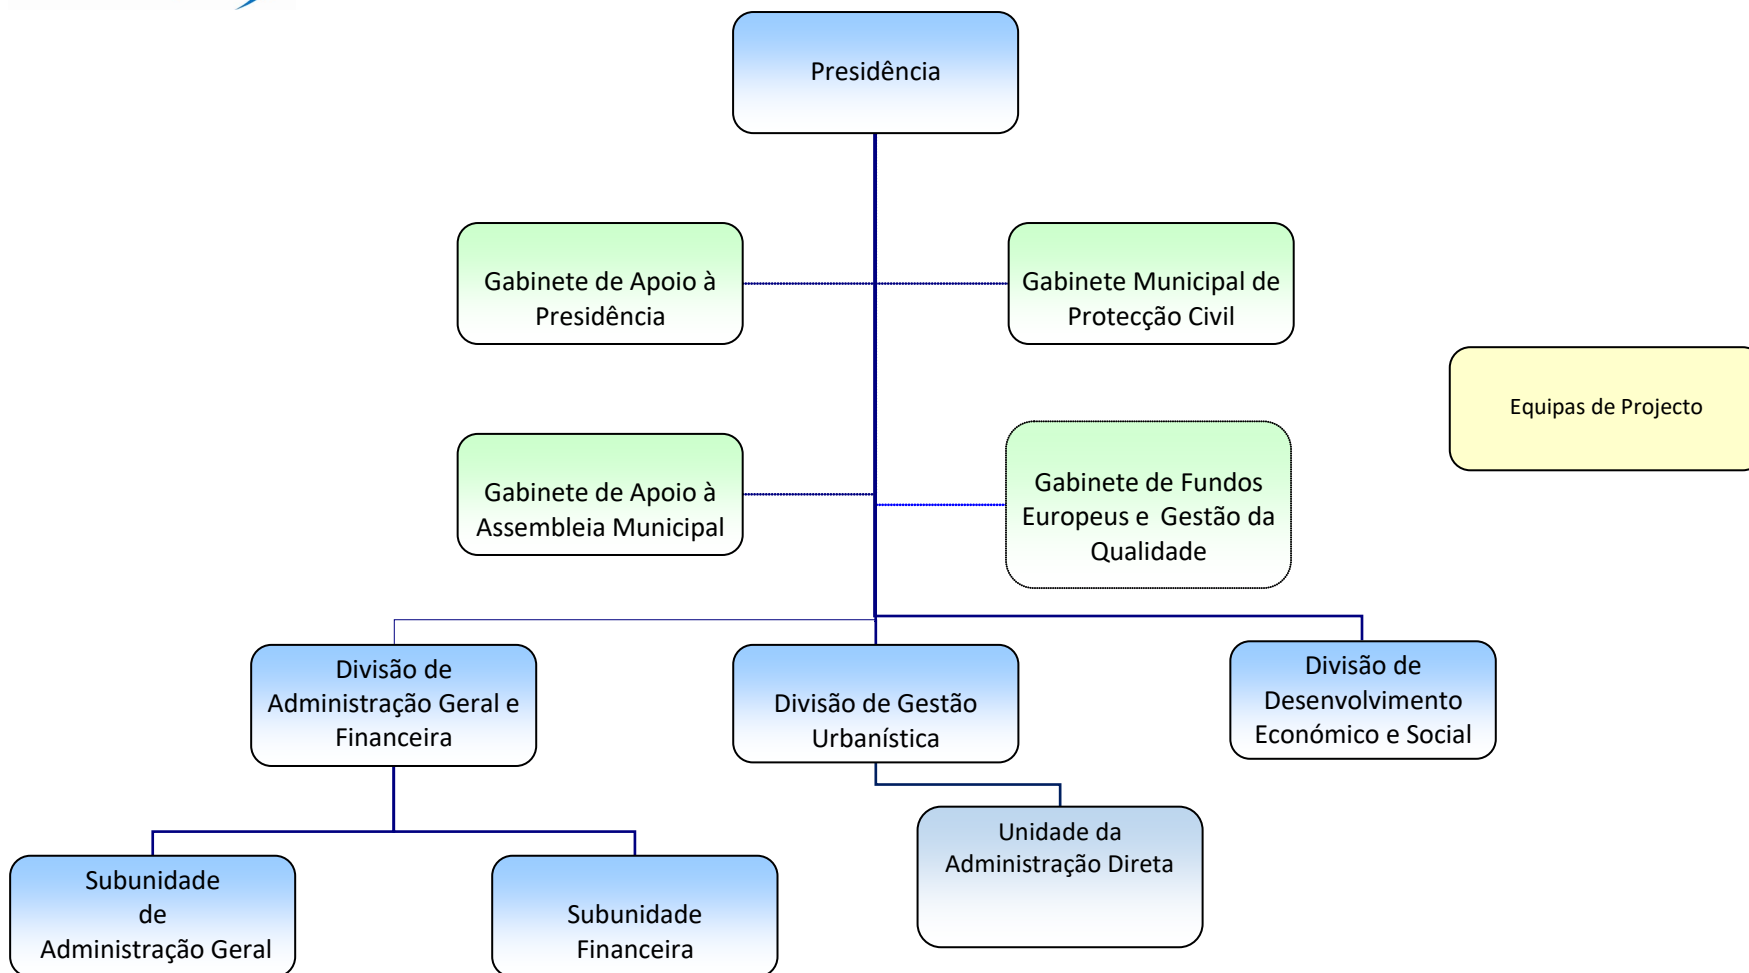 Presidência
Gabinete de Apoio à
Presidência
Gabinete Municipal de
Protecção Civil
Equipas de Projecto
Gabinete de Apoio à
Assembleia Municipal
Gabinete de Fundos
Europeus e Gestão da
Qualidade
Divisão de
Administração Geral e
Financeira
Divisão de Gestão
Urbanística
Divisão de
Desenvolvimento
Económico e Social
Unidade da
Administração Direta
Subunidade
de
Administração Geral
Subunidade
Financeira